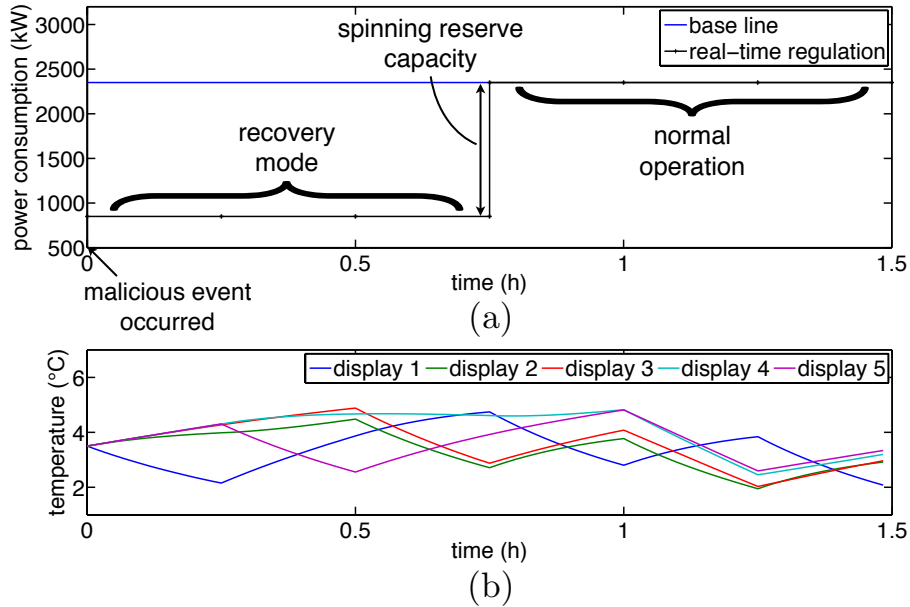 3000
2500
2000
1500
1000
500
power consumption (kW)
spinning reserve
capacity
base line
real-time regulation
recovery
mode
normal
operation
0
0.5
1
1.5
time (h)
malicious event
occurred
(a)
6
4
2
temperature (°C)
display 1
display 2
display 3
display 4
display 5
0
0.5
1
1.5
time (h)
(b)